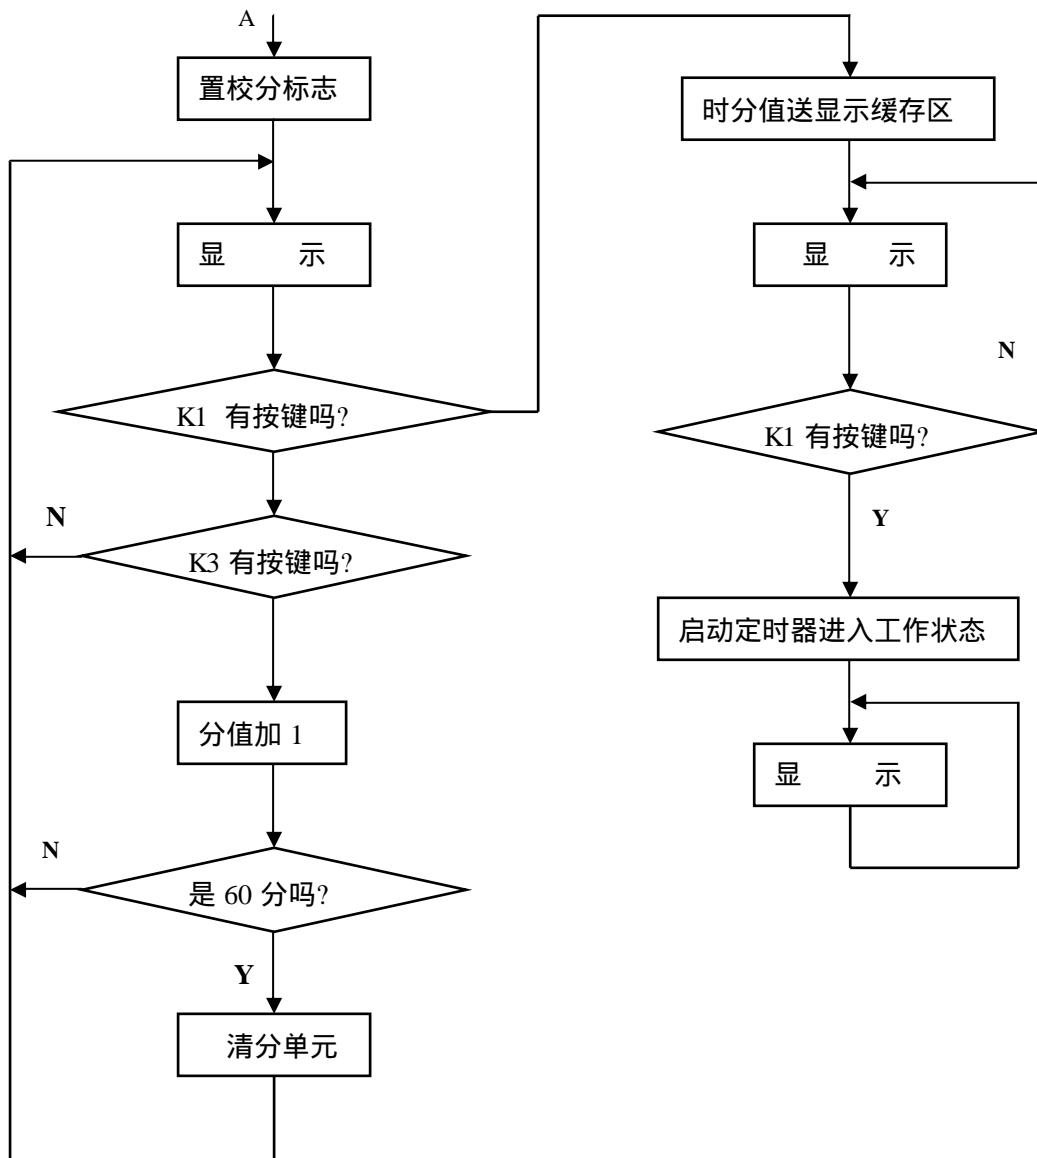 A
置校分标志
显 示
K1 有按键吗?
N
K3 有按键吗?
分值加 1
N
是 60 分吗?
Y
清分单元
时分值送显示缓存区
显 示
N
K1 有按键吗?
Y
启动定时器进入工作状态
显 示